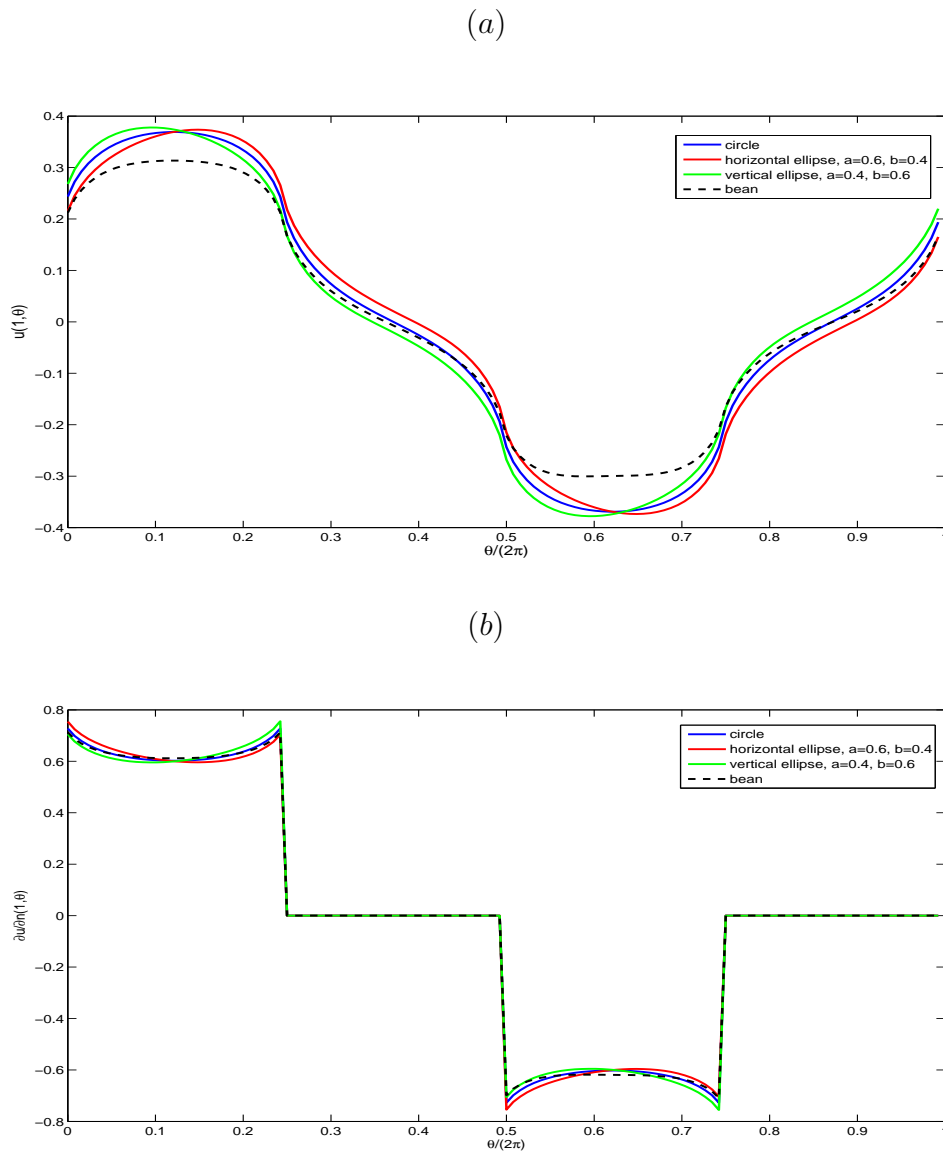 (a)
0.4
0.3
0.2
0.1
0
−0.1
−0.2
−0.3
−0.4
u(1,θ)
circle
horizontal ellipse, a=0.6, b=0.4
vertical ellipse, a=0.4, b=0.6
bean
0 0.1 0.2 0.3 0.4 0.5 0.6 0.7 0.8 0.9 1
θ/(2π)
(b)
0.8
0.6
0.4
0.2
0
−0.2
−0.4
−0.6
−0.8
∂u/∂n(1,θ)
circle
horizontal ellipse, a=0.6, b=0.4
vertical ellipse, a=0.4, b=0.6
bean
0 0.1 0.2 0.3 0.4 0.5 0.6 0.7 0.8 0.9 1
θ/(2π)